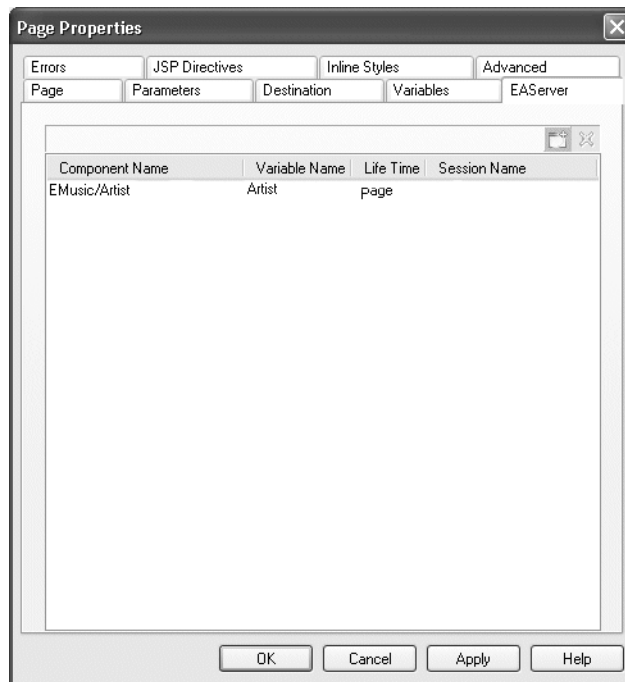 Page Properties
Errors JSP Directives Inline Styles Advanced
Page Parameters Destination Variables EAServer
Component Name Variable Name Life Time Session Name
EMusic/Artist Artist page
OK Cancel Apply Help